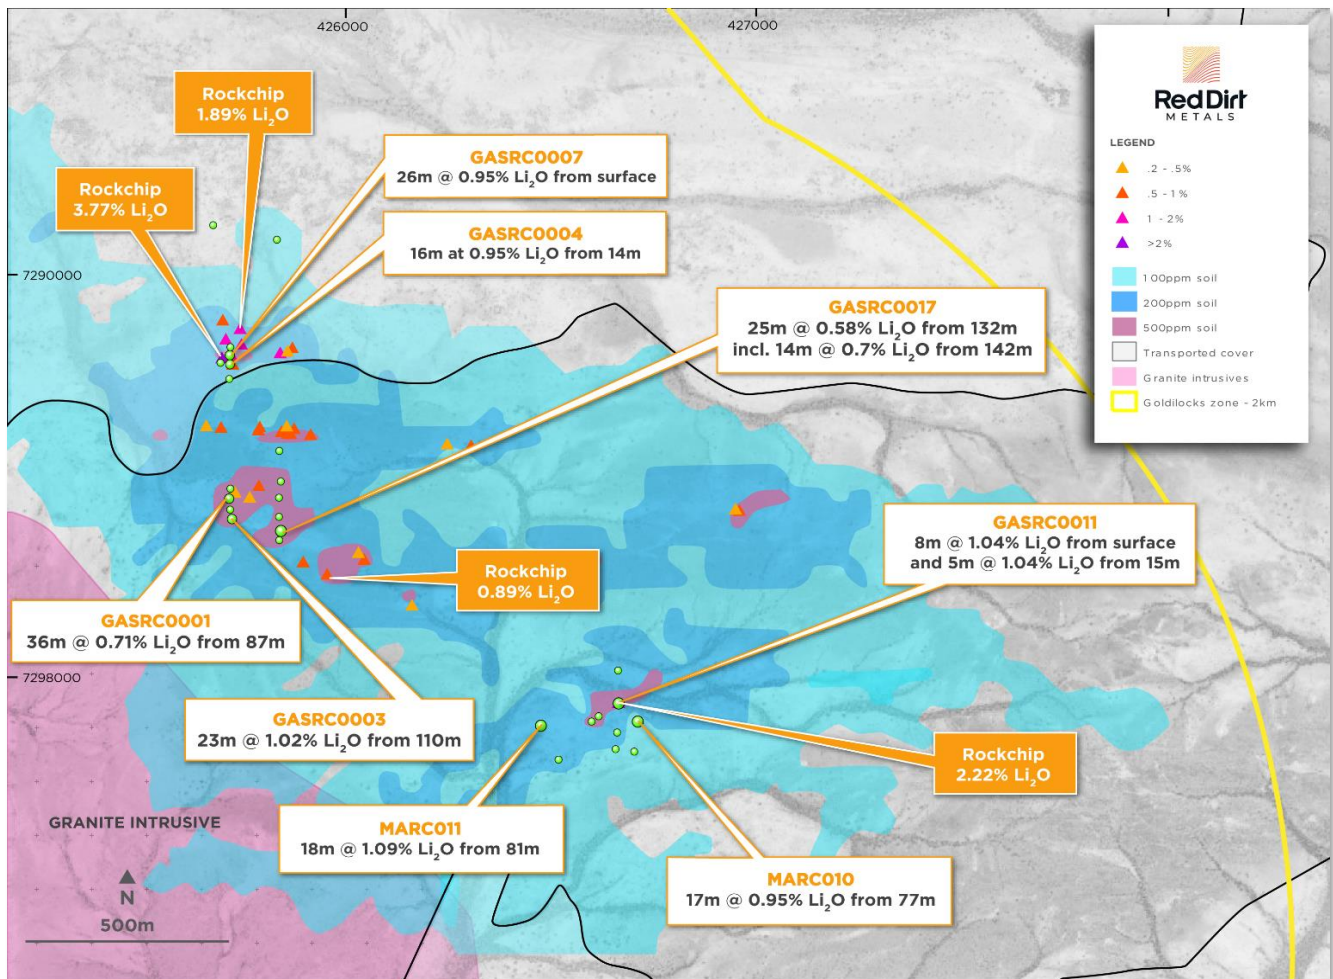 426000
427000
Rockchip
1.89% Li₂O
GASRC0007
26m @ 0.95% Li₂O from surface
Rockchip
3.77% Li₂O
GASRC0004
16m at 0.95% Li₂O from 14m
7290000
GASRC0017
25m @ 0.58% Li₂O from 132m
incl. 14m @ 0.7% Li₂O from 142m
RedDirt
METALS
LEGEND
.2 - .5%
.5 - 1%
1 - 2%
>2%
100ppm soil
200ppm soil
500ppm soil
Transported cover
Granite intrusives
Goldilocks zone - 2km
GASRC0011
8m @ 1.04% Li₂O from surface
and 5m @ 1.04% Li₂O from 15m
Rockchip
0.89% Li₂O
GASRC0001
36m @ 0.71% Li₂O from 87m
7298000
GASRC0003
23m @ 1.02% Li₂O from 110m
Rockchip
2.22% Li₂O
GRANITE INTRUSIVE
MARC011
18m @ 1.09% Li₂O from 81m
MARC010
17m @ 0.95% Li₂O from 77m
N
500m